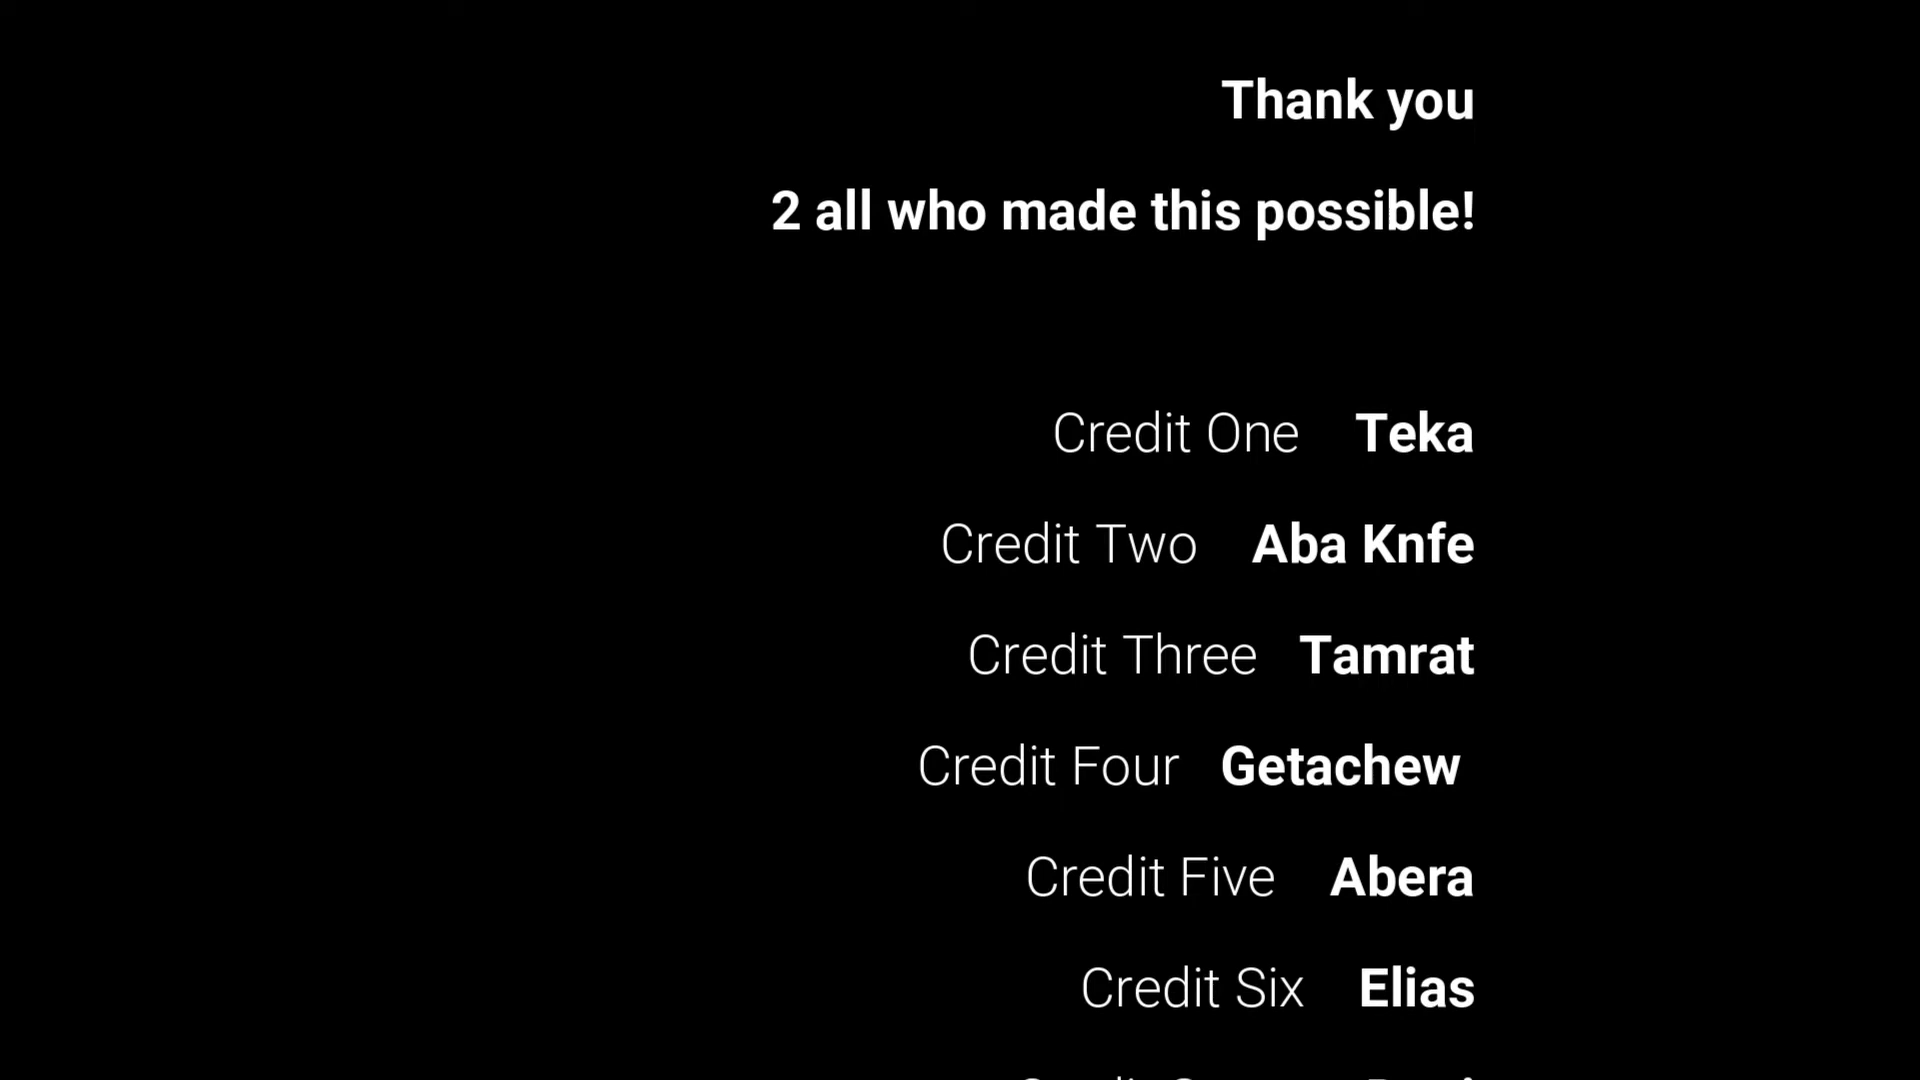 Thank you
2 all who made this possible!
Credit One Teka
Credit Two Aba Knfe
Credit Three Tamrat
Credit Four Getachew
Credit Five Abera
Credit Six Elias